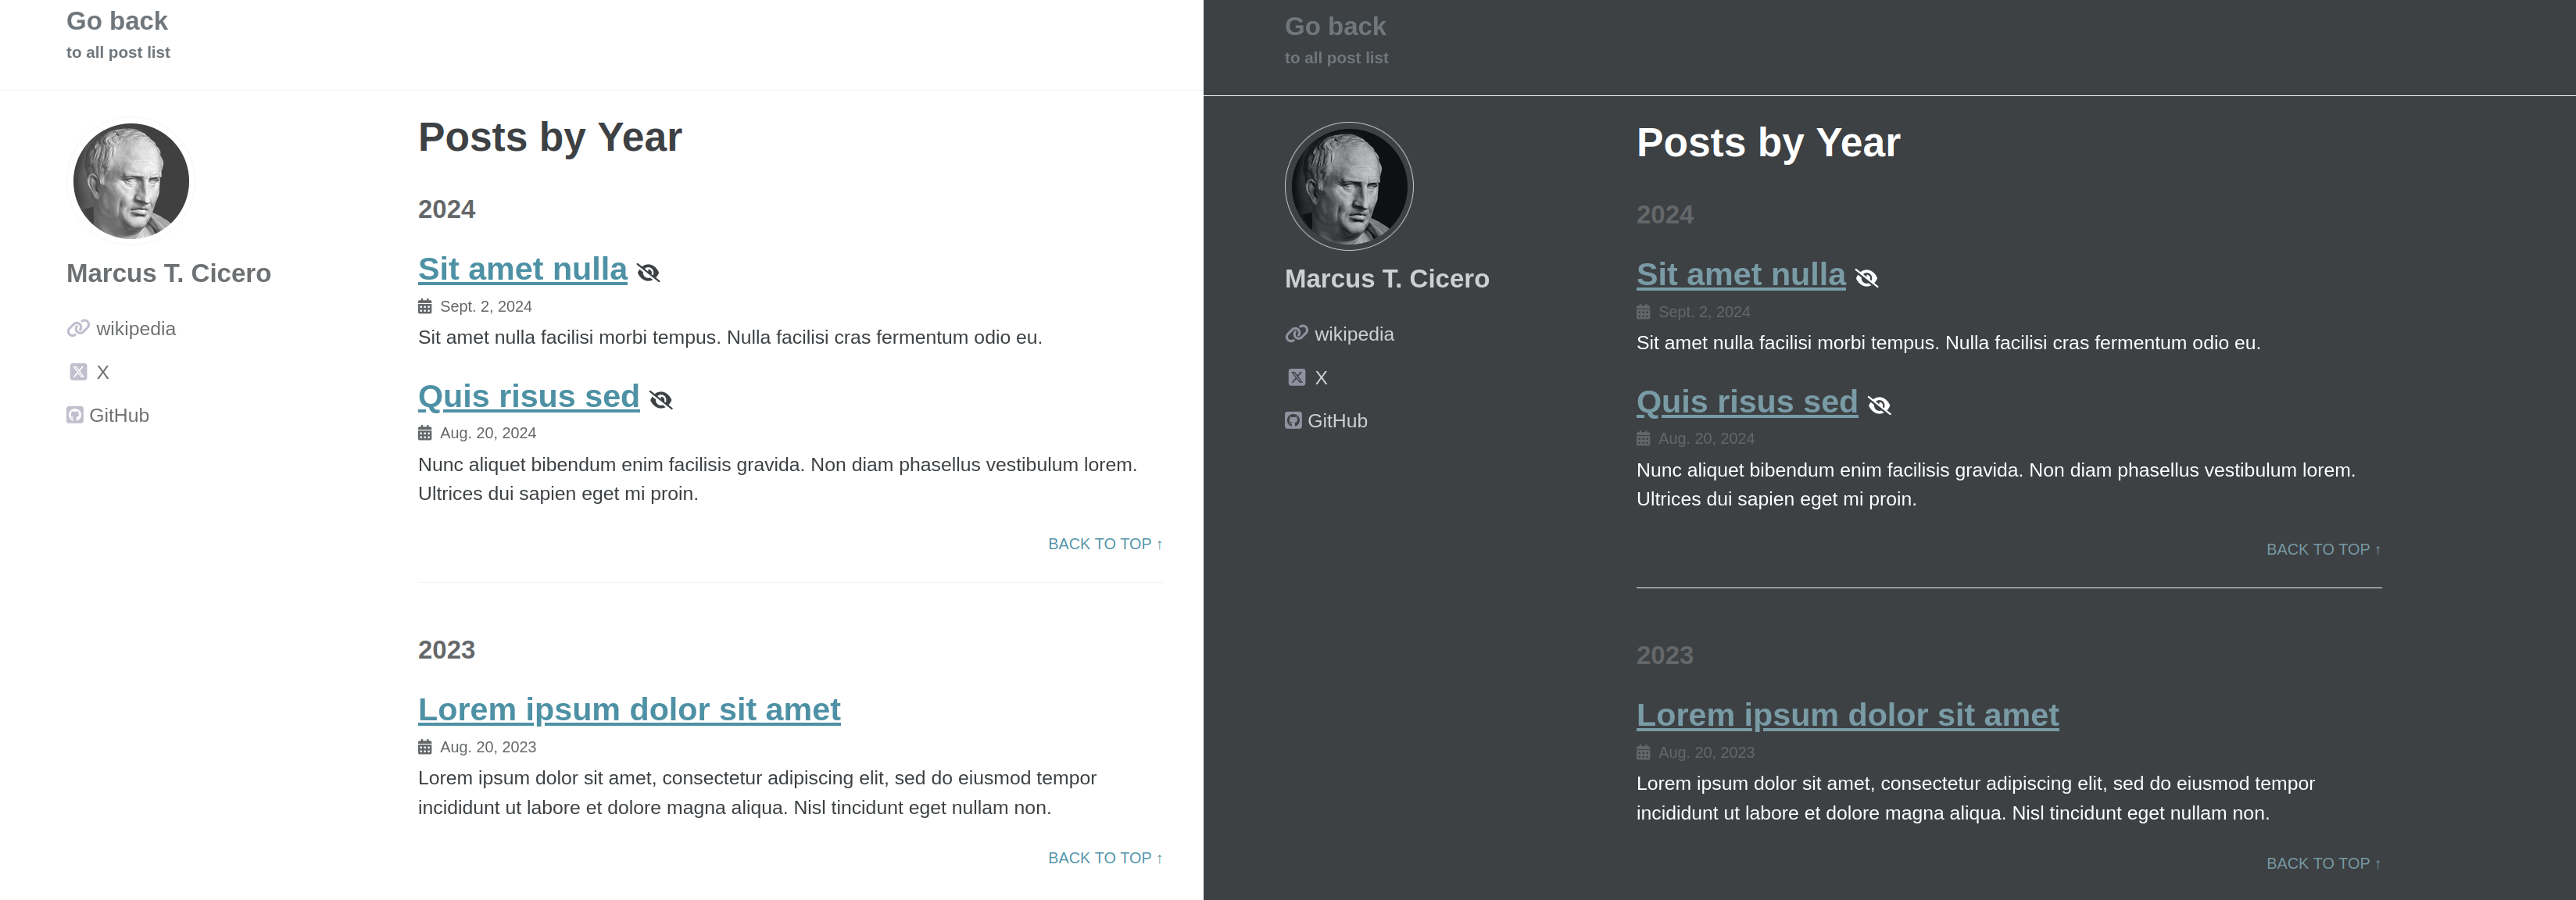 Go back
to all post list
Marcus T. Cicero
wikipedia
X
GitHub
Posts by Year
2024
Sit amet nulla
Sept. 2, 2024
Sit amet nulla facilisi morbi tempus. Nulla facilisi cras fermentum odio eu.
Quis risus sed
Aug. 20, 2024
Nunc aliquet bibendum enim facilisis gravida. Non diam phasellus vestibulum lorem.
Ultrices dui sapien eget mi proin.
BACK TO TOP ↑
2023
Lorem ipsum dolor sit amet
Aug. 20, 2023
Lorem ipsum dolor sit amet, consectetur adipiscing elit, sed do eiusmod tempor
incididunt ut labore et dolore magna aliqua. Nisl tincidunt eget nullam non.
BACK TO TOP ↑
Go back
to all post list
Marcus T. Cicero
wikipedia
X
GitHub
Posts by Year
2024
Sit amet nulla
Sept. 2, 2024
Sit amet nulla facilisi morbi tempus. Nulla facilisi cras fermentum odio eu.
Quis risus sed
Aug. 20, 2024
Nunc aliquet bibendum enim facilisis gravida. Non diam phasellus vestibulum lorem.
Ultrices dui sapien eget mi proin.
BACK TO TOP ↑
2023
Lorem ipsum dolor sit amet
Aug. 20, 2023
Lorem ipsum dolor sit amet, consectetur adipiscing elit, sed do eiusmod tempor
incididunt ut labore et dolore magna aliqua. Nisl tincidunt eget nullam non.
BACK TO TOP ↑